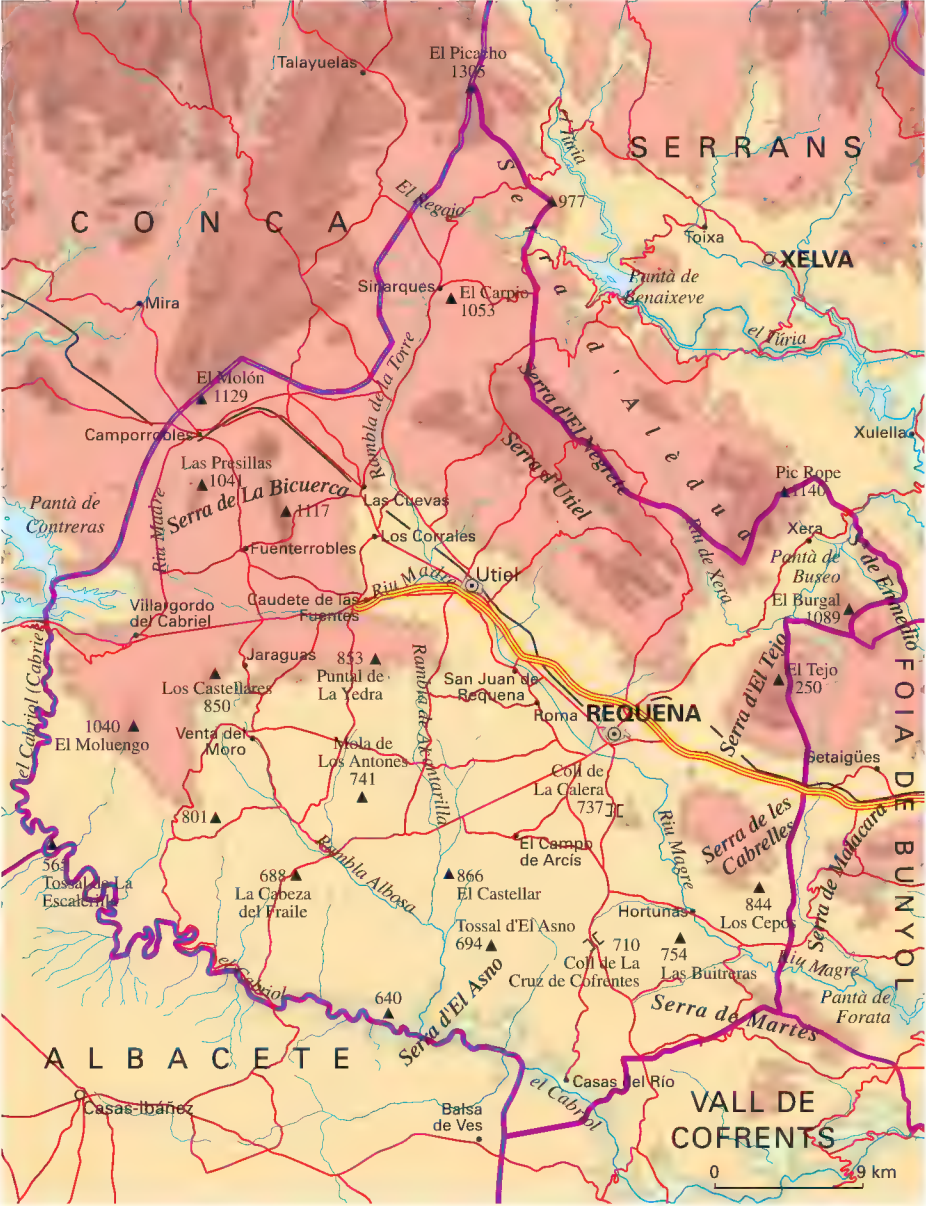 El Picacho
1305
Talayuelas
el Túria
SERRANS
El Regajo
977
CONCA
Toixa
XELVA
Serra d'Alèdua
Pantà de
Benaixeve
Sinarques
El Carpio
1053
Mira
el Túria
Rambla de la Torre
El Molón
1129
Serra d'El Negrete
Xulella
Camporrobles
Serra d'Utiel
Las Presillas
1041
Pic Rope
1140
Serra de La Bicuerca
Las Cuevas
Pantà de
Contreras
1117
Riu Madre
Xera
Los Corrales
Fuenterrobles
Riu de Xera
Pantà de
Buseo
S. de Enmedio
Utiel
Riu Madre
El Burgal
1089
Villargordo
del Cabriel
Caudete de las
Fuentes
el Cabriol (Cabriel)
Jaraguas
853
Puntal de
La Yedra
San Juan de
Requena
Serra d'El Tejo
El Tejo
1250
Los Castellares
850
Rambla de Alcantarilla
Roma
REQUENA
1040
El Moluengo
Venta del
Moro
Mola de
Los Antones
741
Setaigües
FOIA DE BUNYOL
Coll de
La Calera
737
801
Riu Magre
Serra de les
Cabrelles
El Campo
de Arcís
Serra de Malacara
563
Tossal de La
Escalerilla
Rambla Albosa
688
La Cabeza
del Fraile
866
El Castellar
844
Los Cepos
Hortunas
Tossal d'El Asno
694
710
Coll de La
Cruz de Cofrentes
754
Las Buitreras
Riu Magre
el Cabriol
Pantà de
Forata
640
Serra d'El Asno
Serra de Martés
ALBACETE
Casas del Río
el Cabriol
Casas-Ibáñez
Balsa
de Ves
VALL DE
COFRENTS
0
9 km